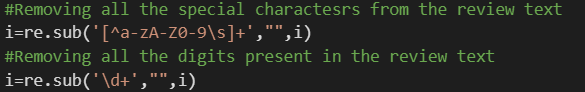 #Removing all the special charactesrs from the review text
i=re.sub('[^a-zA-Z0-9\s]+',"",i)
#Removing all the digits present in the review text
i=re.sub('\d+',"",i)